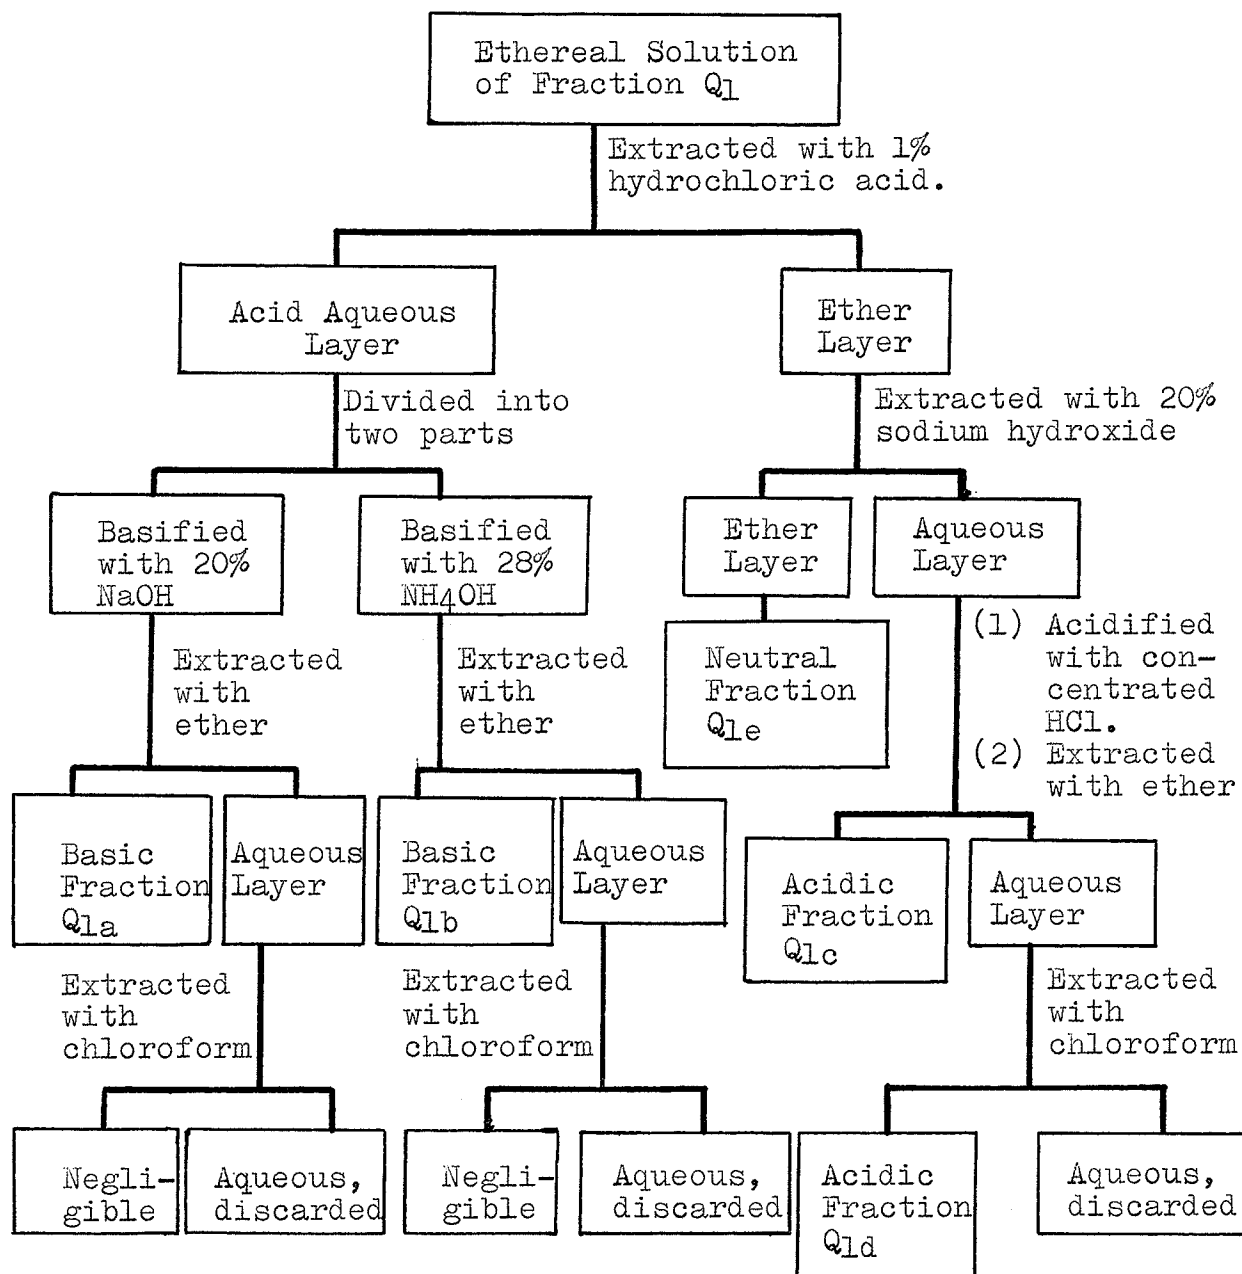 Ethereal Solution
of Fraction Q1
Extracted with 1%
hydrochloric acid.
Acid Aqueous
Layer
Ether
Layer
Divided into
two parts
Extracted with 20%
sodium hydroxide
Basified
with 20%
NaOH
Basified
with 28%
NH4OH
Ether
Layer
Aqueous
Layer
Extracted
with
ether
Extracted
with
ether
Neutral
Fraction
Q1e
(1) Acidified
with con-
centrated
HCl.
(2) Extracted
with ether
Basic
Fraction
Q1a
Aqueous
Layer
Basic
Fraction
Q1b
Aqueous
Layer
Acidic
Fraction
Q1c
Aqueous
Layer
Extracted
with
chloroform
Extracted
with
chloroform
Extracted
with
chloroform
Negli-
gible
Aqueous,
discarded
Negli-
gible
Aqueous,
discarded
Acidic
Fraction
Q1d
Aqueous,
discarded